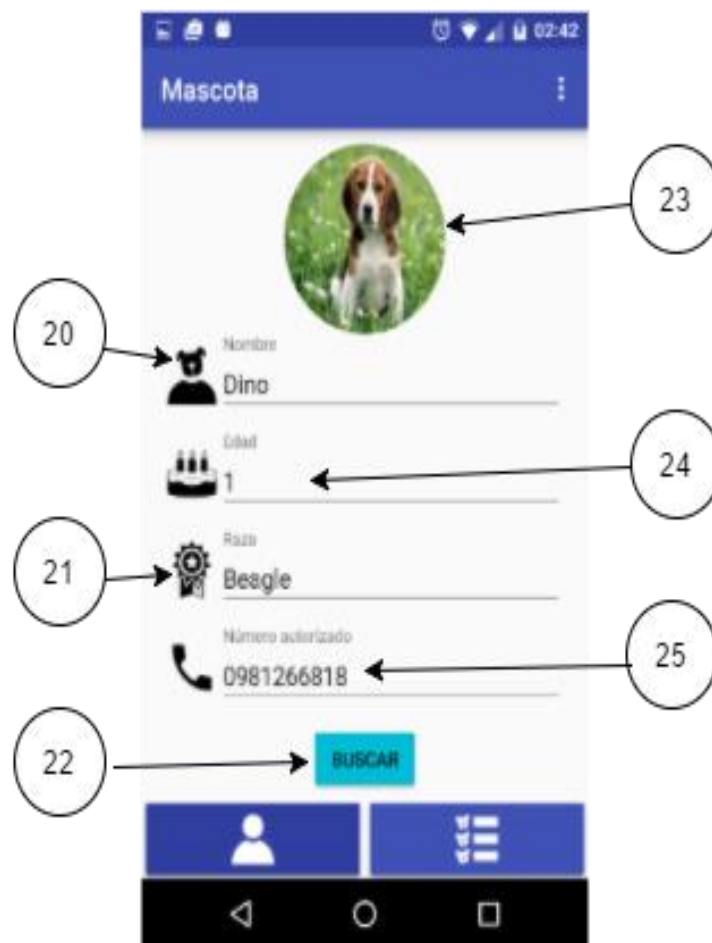 02:42
Mascota
23
20
Nombre
Dino
Edad
1
24
21
Raza
Beagle
Número autorizado
0981266818
25
22
BUSCAR